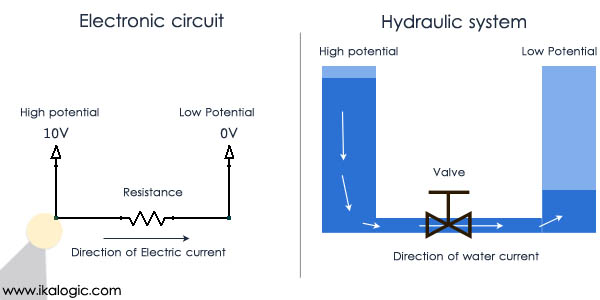 Electronic circuit
High potential
10V
Low Potential
0V
Resistance
Direction of Electric current
www.ikalogic.com
Hydraulic system
High potential
Low Potential
Valve
Direction of water current